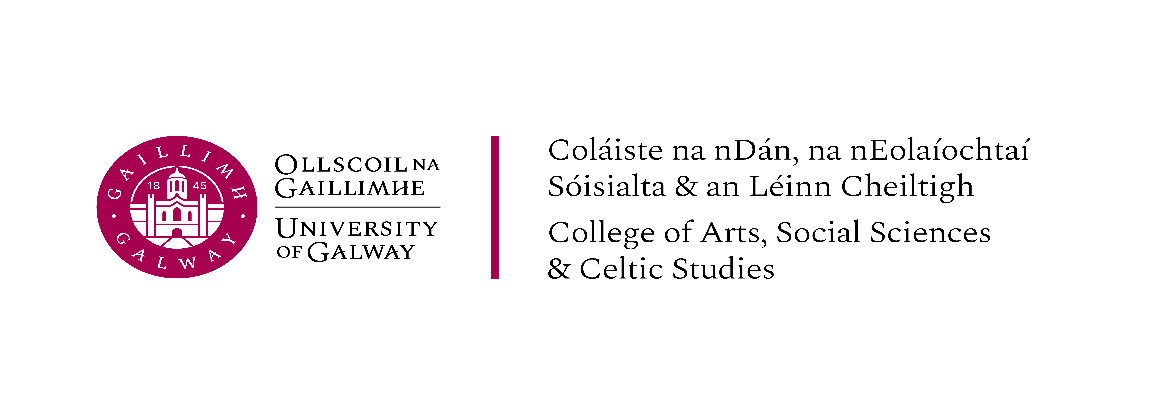 GAILLIMH
18 45
GALWAY
OLLSCOIL NA
GAILLIMHE
UNIVERSITY
OF GALWAY
Coláiste na nDán, na nEolaíochtaí
Sóisialta & an Léinn Cheiltigh
College of Arts, Social Sciences
& Celtic Studies